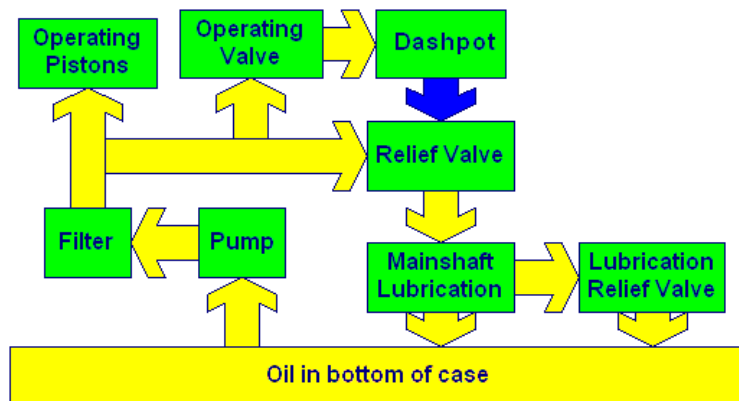 Operating
Pistons
Operating
Valve
Dashpot
Relief Valve
Filter
Pump
Mainshaft
Lubrication
Lubrication
Relief Valve
Oil in bottom of case